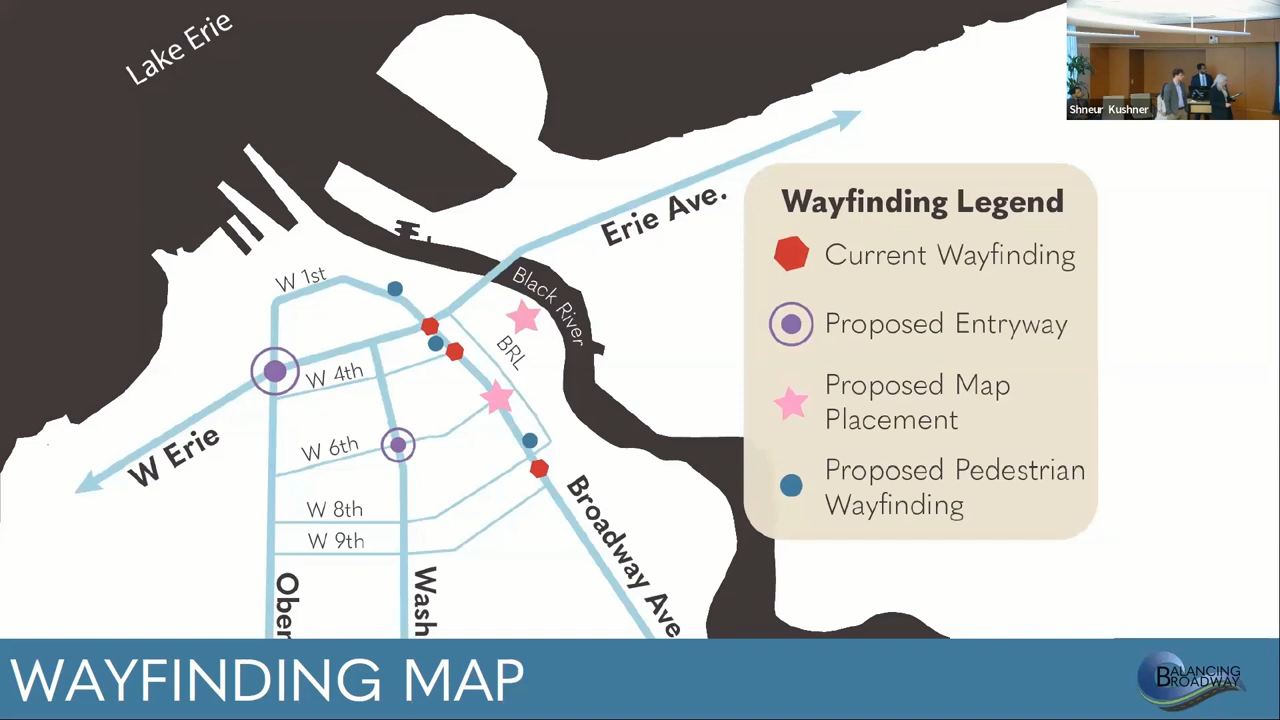 Lake Erie
Shneur Kushner
Erie Ave.
Wayfinding Legend
Current Wayfinding
Proposed Entryway
Proposed Map
Placement
Proposed Pedestrian
Wayfinding
W 1st
Black River
BRL
W 4th
W Erie
W 6th
W 8th
W 9th
Broadway Ave
Ober
Wash
WAYFINDING MAP
BALANCING
BROADWAY